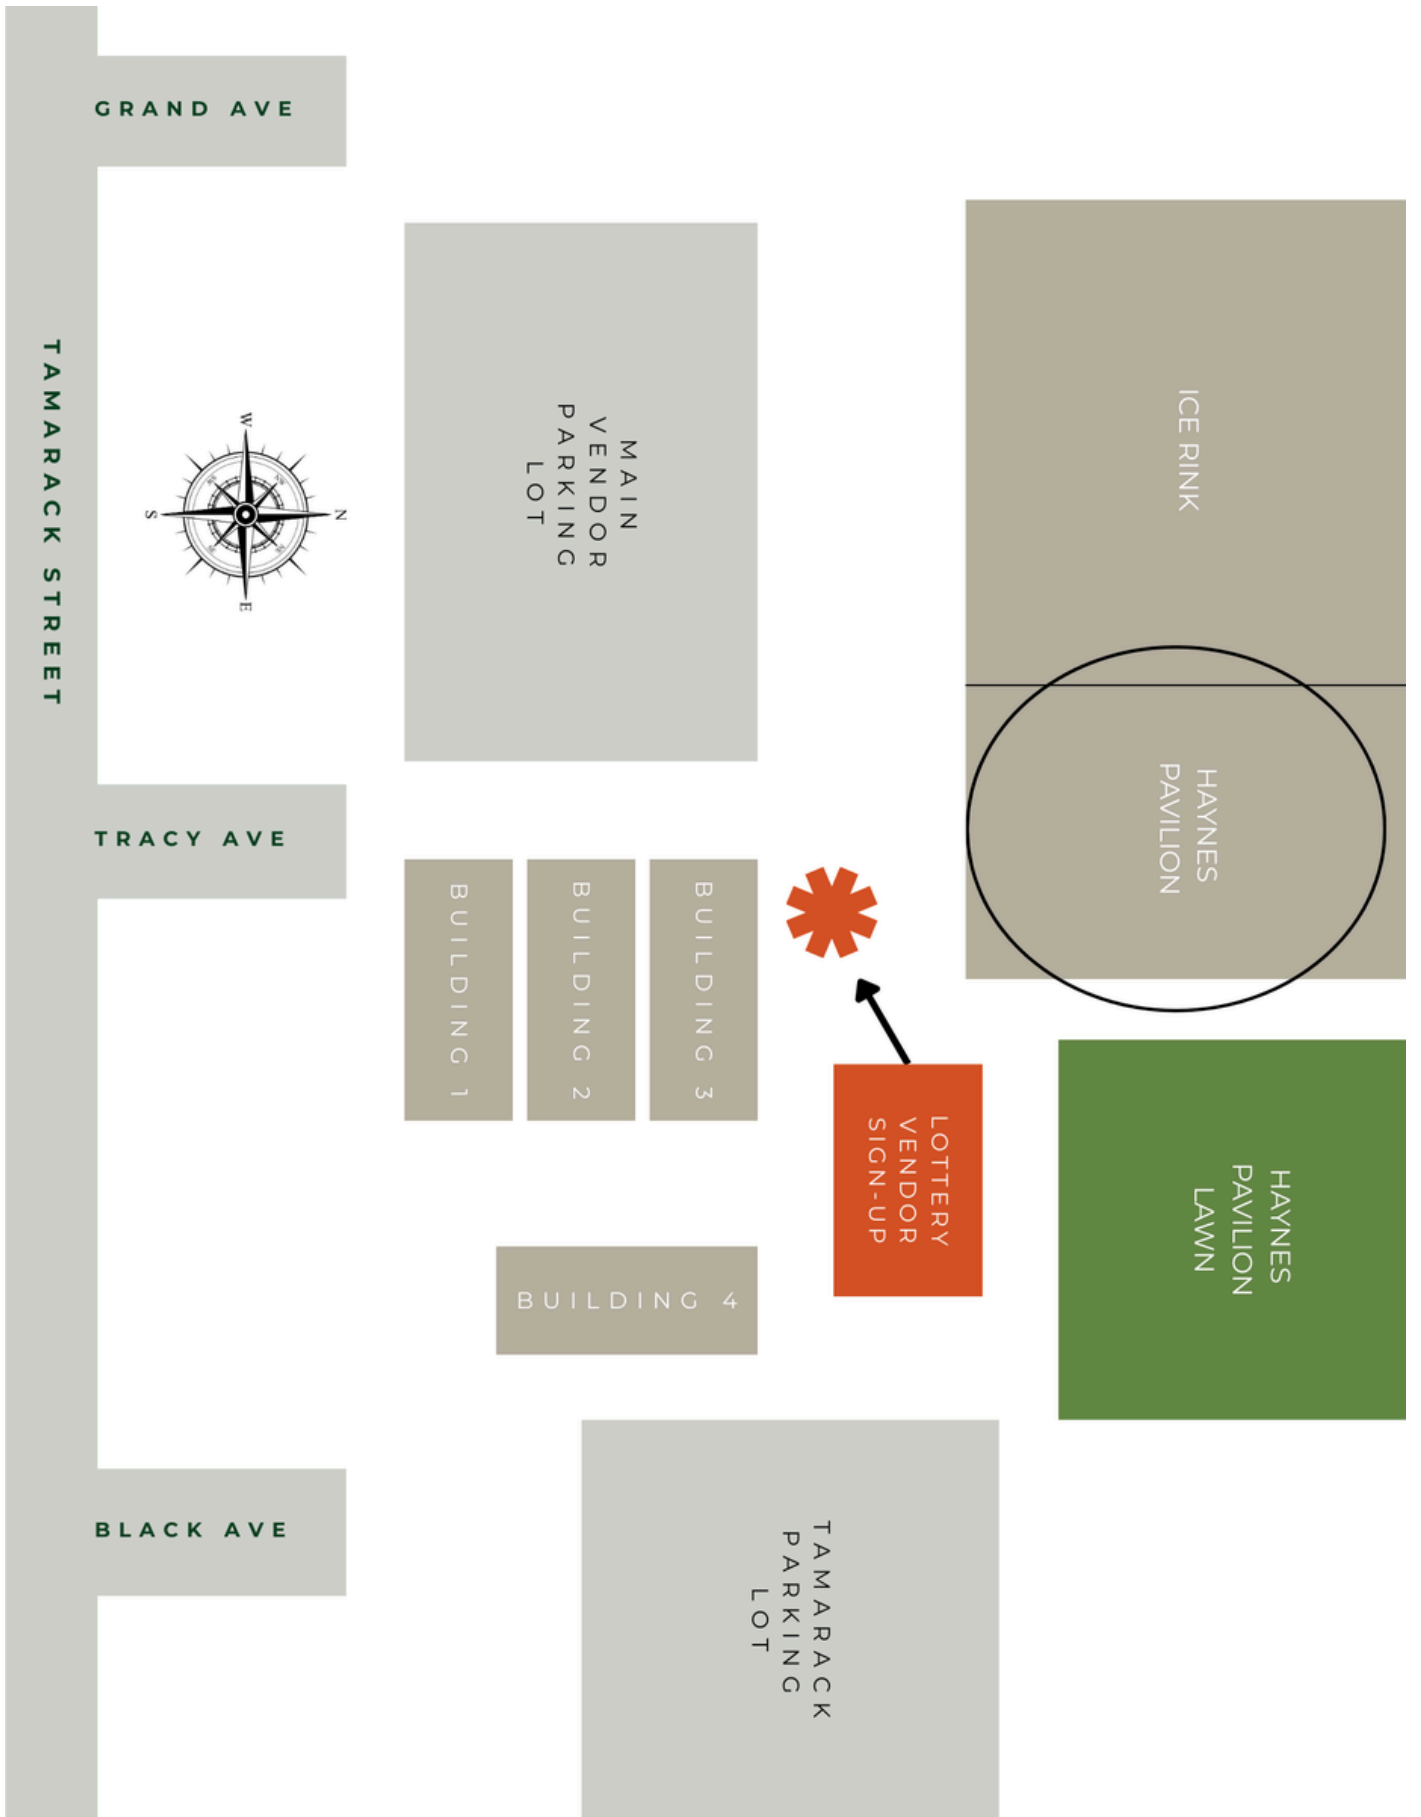 GRAND AVE
TAMARACK STREET
W
N
S
E
MAIN
VENDOR
PARKING
LOT
ICE RINK
HAYNES
PAVILION
TRACY AVE
BUILDING 1
BUILDING 2
BUILDING 3
LOTTERY
VENDOR
SIGN-UP
HAYNES
PAVILION
LAWN
BUILDING 4
BLACK AVE
TAMARACK
PARKING
LOT